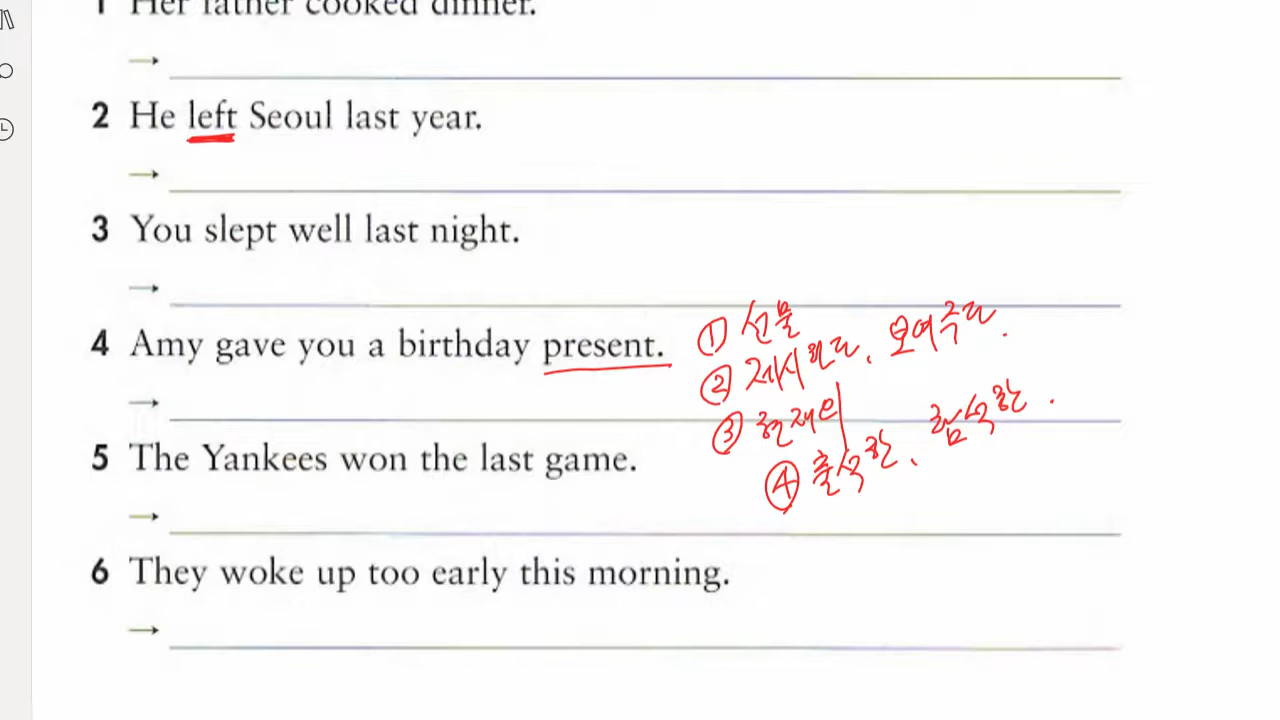 1 Her father cooked dinner.
→
2 He left Seoul last year.
→
3 You slept well last night.
→
4 Amy gave you a birthday present.
① 선물
② 제시한다, 보여주다.
③ 현재의
④ 출석한, 참석한.
→
5 The Yankees won the last game.
→
6 They woke up too early this morning.
→